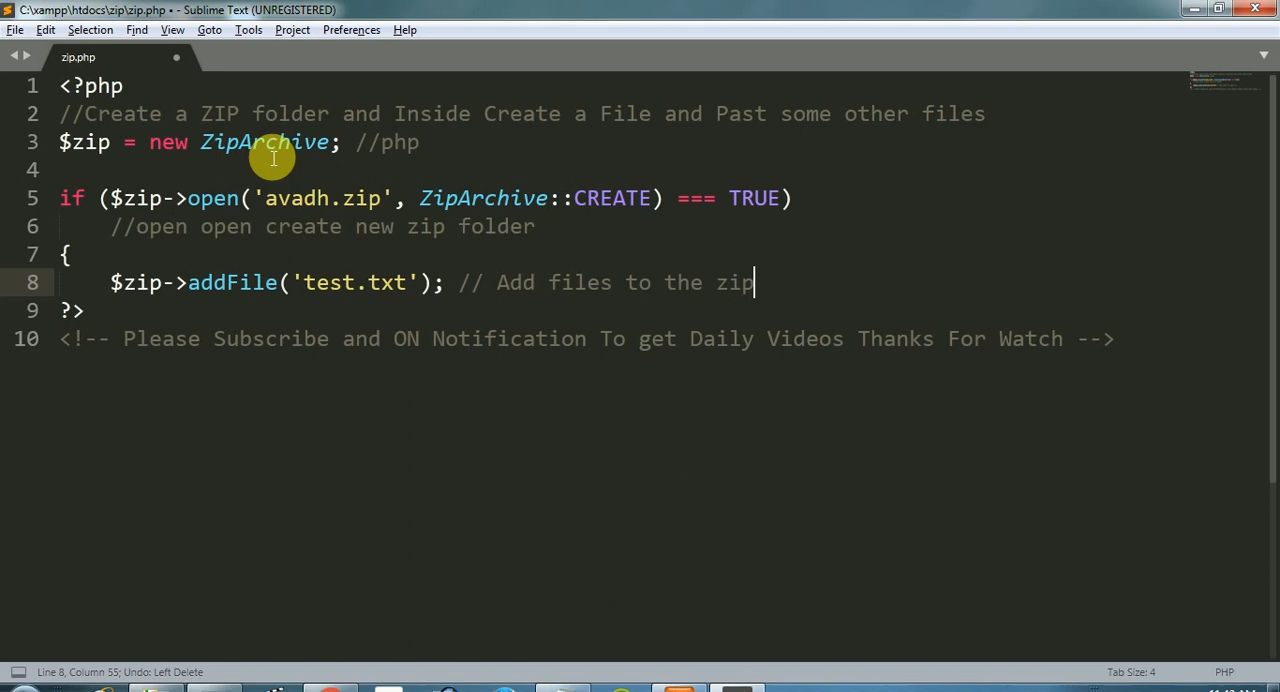 C:\xampp\htdocs\zip\zip.php • - Sublime Text (UNREGISTERED)
File Edit Selection Find View Goto Tools Project Preferences Help
zip.php
1 <?php
2 //Create a ZIP folder and Inside Create a File and Past some other files
3 $zip = new ZipArchive; //php
4
5 if ($zip->open('avadh.zip', ZipArchive::CREATE) === TRUE)
6 //open open create new zip folder
7 {
8 $zip->addFile('test.txt'); // Add files to the zip
9 ?>
10 <!-- Please Subscribe and ON Notification To get Daily Videos Thanks For Watch -->
Line 8, Column 55; Undo: Left Delete Tab Size: 4 PHP